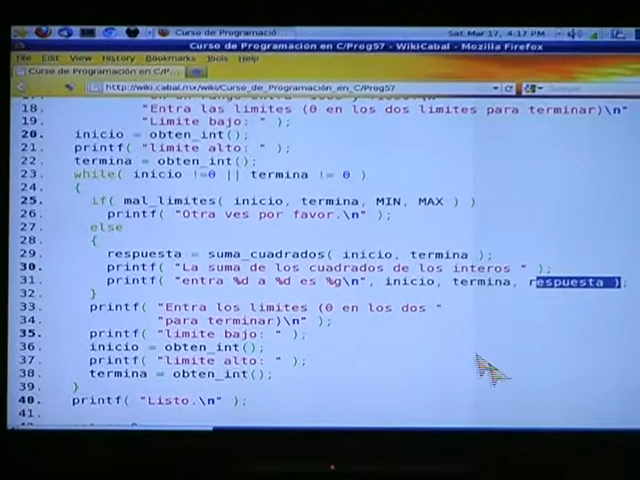 Curso de Programació...
Sat Mar 17, 4:17 PM
Curso de Programación en C/Prog57 - WikiCabal - Mozilla Firefox
File Edit View History Bookmarks Tools Help
Curso de Programación en C/P...
http://wiki.cabal.mx/wiki/Curso_de_Programación_en_C/Prog57
18. "Entra las limites (0 en los dos limites para terminar)\n"
19. "Limite bajo: " );
20. inicio = obten_int();
21. printf( "limite alto: " );
22. termina = obten_int();
23. while( inicio !=0 || termina != 0 )
24. {
25. if( mal_limites( inicio, termina, MIN, MAX ) )
26. printf( "Otra ves por favor.\n" );
27. else
28. {
29. respuesta = suma_cuadrados( inicio, termina );
30. printf( "La suma de los cuadrados de los interos " );
31. printf( "entra %d a %d es %g\n", inicio, termina, respuesta );
32. }
33. printf( "Entra los limites (0 en los dos "
34. "para terminar)\n" );
35. printf( "limite bajo: " );
36. inicio = obten_int();
37. printf( "limite alto: " );
38. termina = obten_int();
39. }
40. printf( "Listo.\n" );
41.